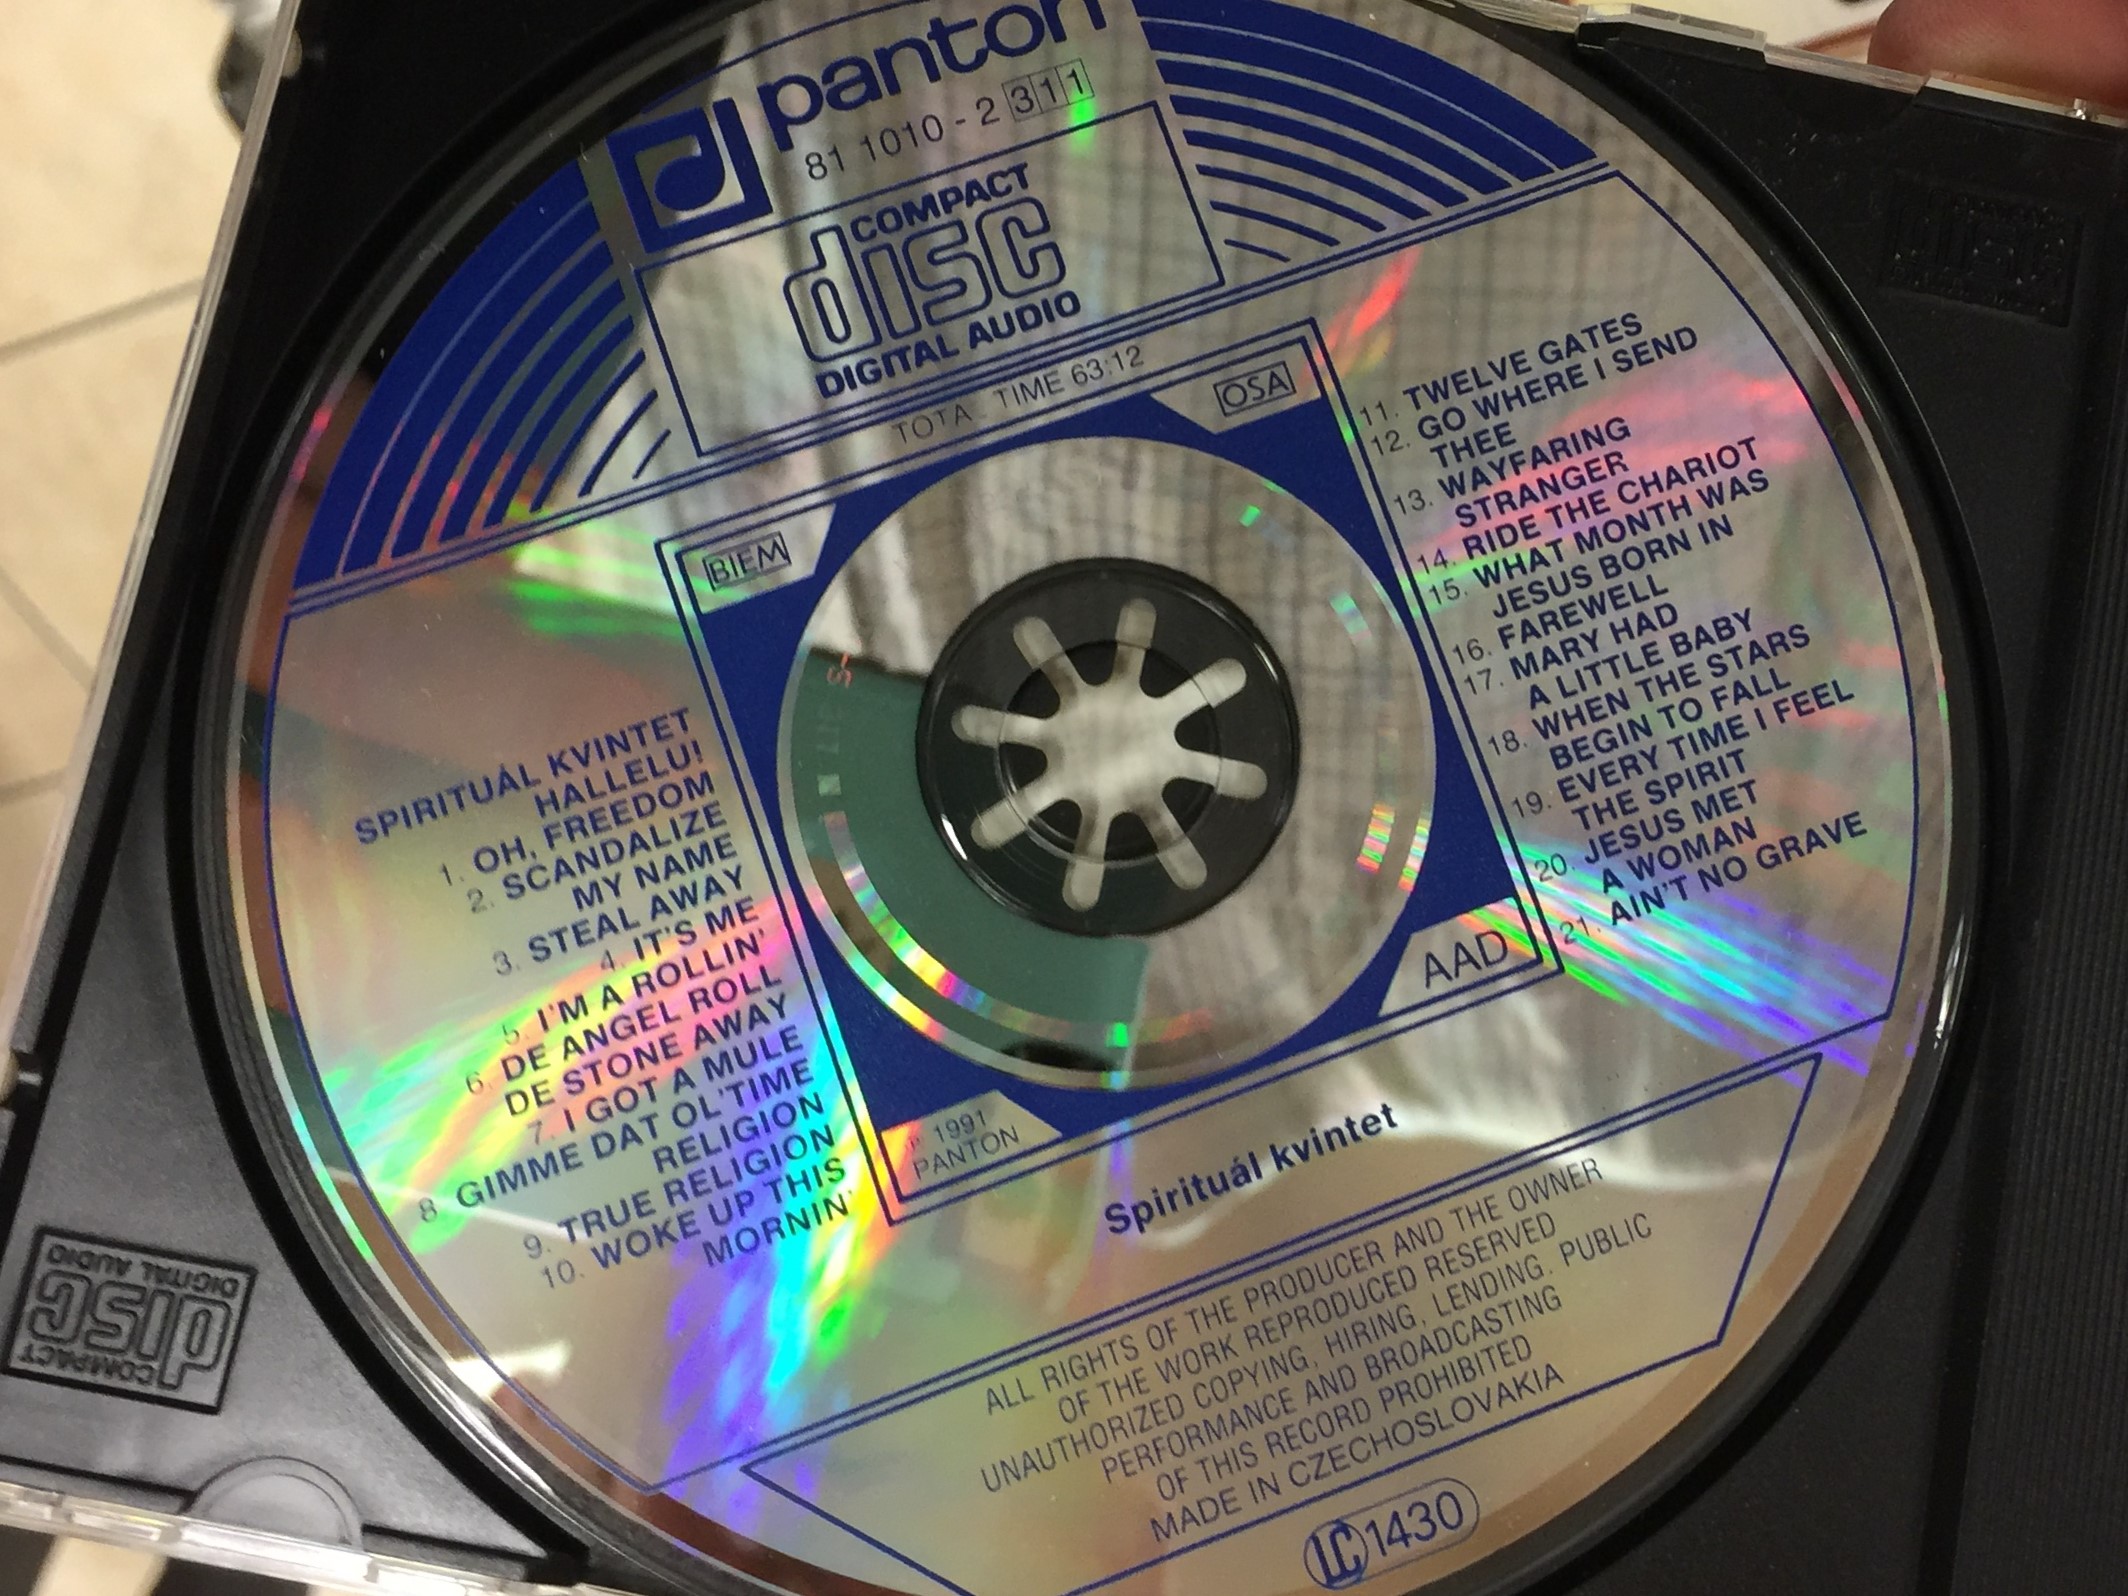 panton
81 1010 - 2 311
COMPACT
disc
DIGITAL AUDIO
TOTA TIME 63:12
OSA
BIEM
SPIRITUÁL KVINTET
HALLELU!
1. OH, FREEDOM
2. SCANDALIZE
MY NAME
3. STEAL AWAY
4. IT'S ME
5. I'M A ROLLIN'
6. DE ANGEL ROLL
DE STONE AWAY
7. I GOT A MULE
8. GIMME DAT OL'TIME
RELIGION
9. TRUE RELIGION
10. WOKE UP THIS
MORNIN'
11. TWELVE GATES
12. GO WHERE I SEND
THEE
13. WAYFARING
STRANGER
14. RIDE THE CHARIOT
15. WHAT MONTH WAS
JESUS BORN IN
16. FAREWELL
17. MARY HAD
A LITTLE BABY
18. WHEN THE STARS
BEGIN TO FALL
19. EVERY TIME I FEEL
THE SPIRIT
20. JESUS MET
A WOMAN
21. AIN'T NO GRAVE
AAD
℗ 1991
PANTON
Spirituál kvintet
ALL RIGHTS OF THE PRODUCER AND THE OWNER
OF THE WORK REPRODUCED RESERVED
UNAUTHORIZED COPYING, HIRING, LENDING. PUBLIC
PERFORMANCE AND BROADCASTING
OF THIS RECORD PROHIBITED
MADE IN CZECHOSLOVAKIA
LC 1430
COMPACT
disc
DIGITAL AUDIO